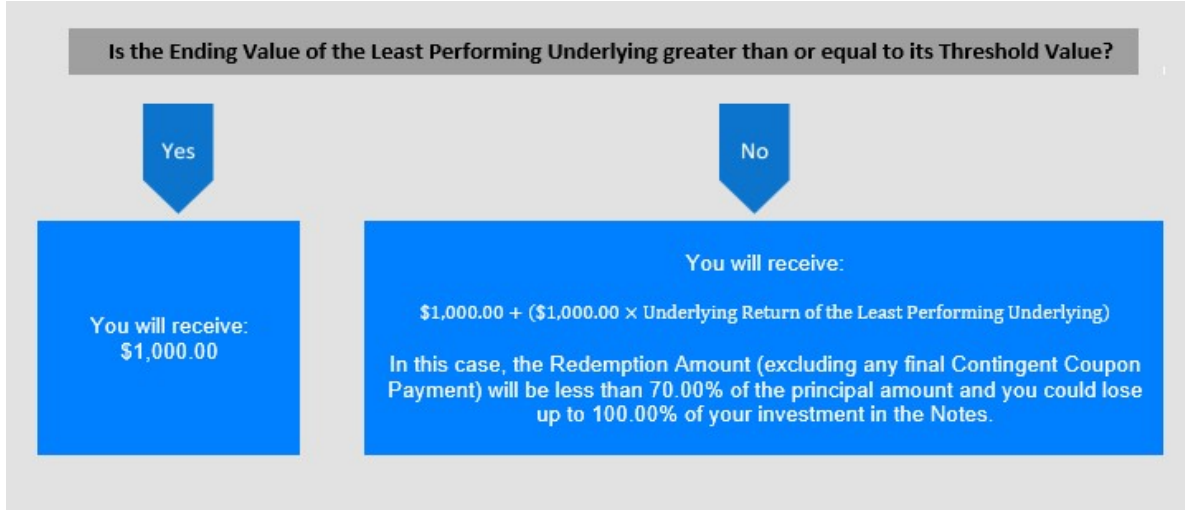 Is the Ending Value of the Least Performing Underlying greater than or equal to its Threshold Value?
Yes
No
You will receive:
$1,000.00
You will receive:
$1,000.00 + ($1,000.00 × Underlying Return of the Least Performing Underlying)
In this case, the Redemption Amount (excluding any final Contingent Coupon
Payment) will be less than 70.00% of the principal amount and you could lose
up to 100.00% of your investment in the Notes.